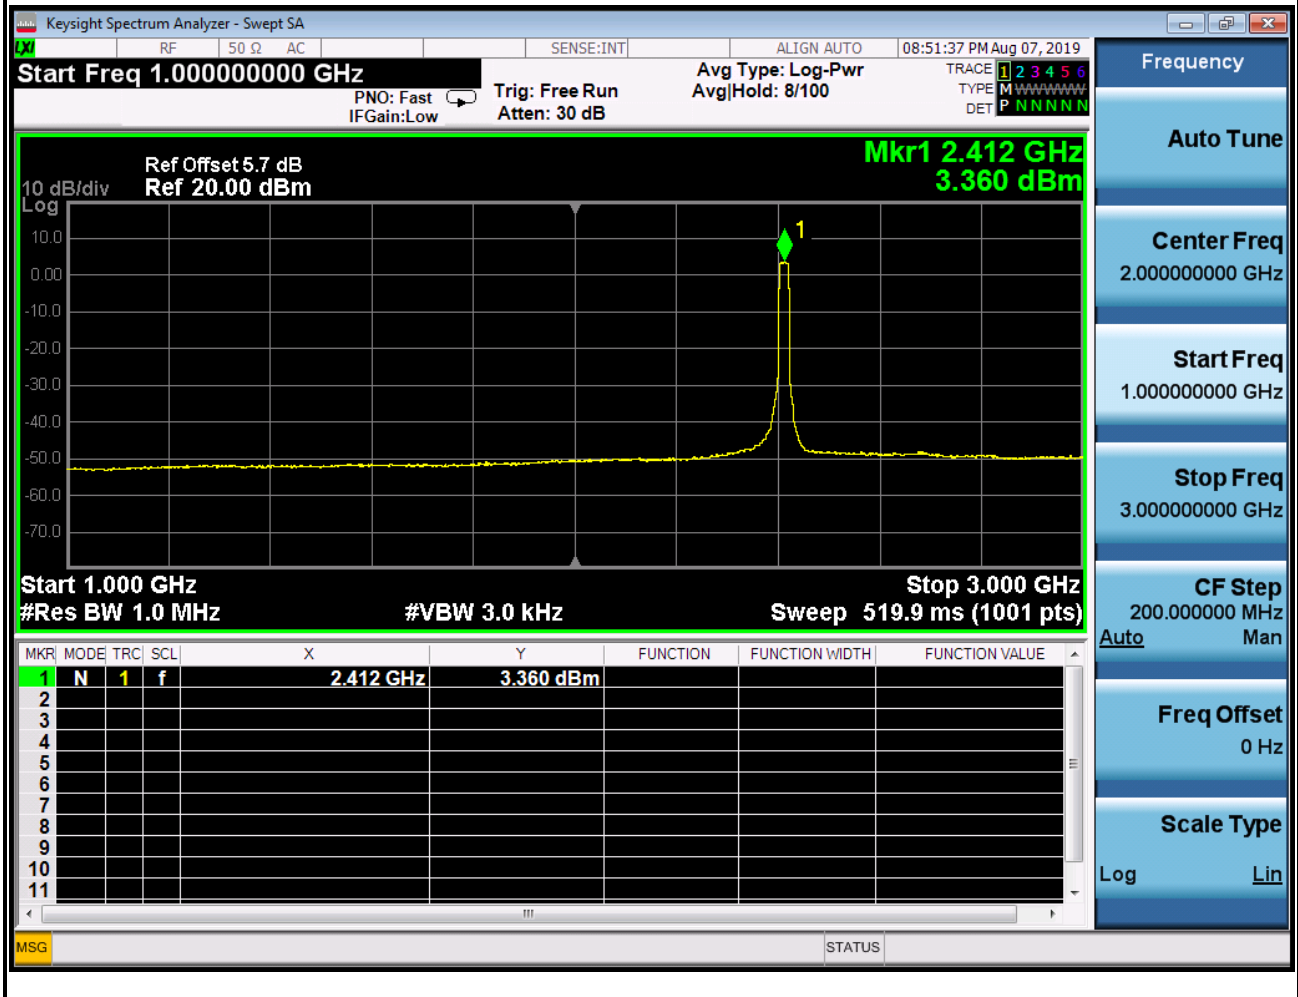 Keysight Spectrum Analyzer - Swept SA
LXI RF 50 Ω AC SENSE:INT ALIGN AUTO 08:51:37 PM Aug 07, 2019
Start Freq 1.000000000 GHz
PNO: Fast
IFGain:Low
Trig: Free Run
Atten: 30 dB
Avg Type: Log-Pwr
Avg|Hold: 8/100
TRACE 1 2 3 4 5 6
TYPE M WWWWW
DET P N N N N N
Ref Offset 5.7 dB
10 dB/div Ref 20.00 dBm
Log
Mkr1 2.412 GHz
3.360 dBm
1
10.0
0.00
-10.0
-20.0
-30.0
-40.0
-50.0
-60.0
-70.0
Start 1.000 GHz Stop 3.000 GHz
#Res BW 1.0 MHz #VBW 3.0 kHz Sweep 519.9 ms (1001 pts)
MKR MODE TRC SCL X Y FUNCTION FUNCTION WIDTH FUNCTION VALUE
1 N 1 f 2.412 GHz 3.360 dBm
2
3
4
5
6
7
8
9
10
11
MSG STATUS
Frequency
Auto Tune
Center Freq
2.000000000 GHz
Start Freq
1.000000000 GHz
Stop Freq
3.000000000 GHz
CF Step
200.000000 MHz
Auto Man
Freq Offset
0 Hz
Scale Type
Log Lin